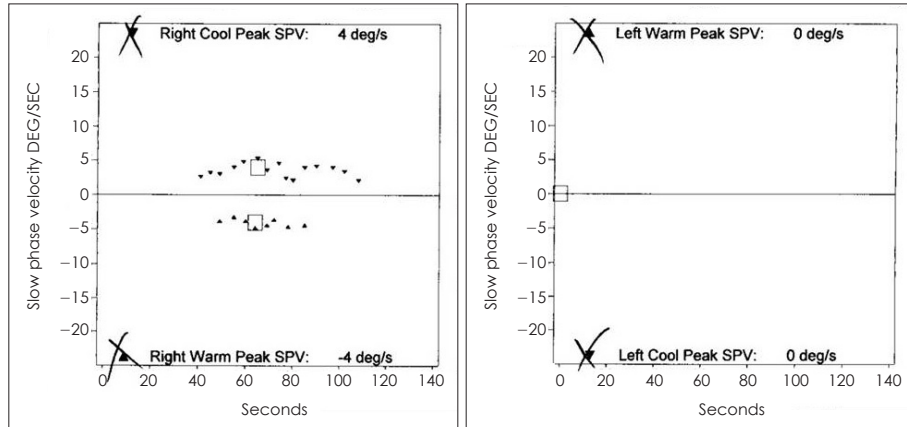 Right Cool Peak SPV: 4 deg/s
Slow phase velocity DEG/SEC
20
15
10
5
0
−5
−10
−15
−20
Right Warm Peak SPV: -4 deg/s
0 20 40 60 80 100 120 140
Seconds
Left Warm Peak SPV: 0 deg/s
Slow phase velocity DEG/SEC
20
15
10
5
0
−5
−10
−15
−20
Left Cool Peak SPV: 0 deg/s
0 20 40 60 80 100 120 140
Seconds